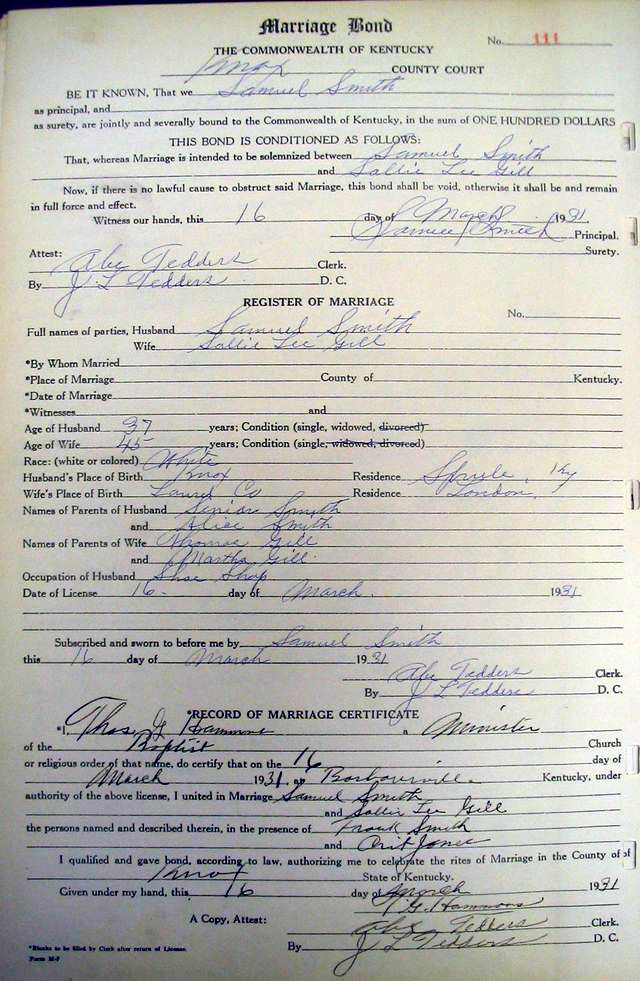 Marriage Bond
No. 111
THE COMMONWEALTH OF KENTUCKY
Knox COUNTY COURT
BE IT KNOWN, That we Samuel Smith
as principal, and
as surety, are jointly and severally bound to the Commonwealth of Kentucky, in the sum of ONE HUNDRED DOLLARS
THIS BOND IS CONDITIONED AS FOLLOWS:
That, whereas Marriage is intended to be solemnized between Samuel Smith
and Sallie Lee Gill
Now, if there is no lawful cause to obstruct said Marriage, this bond shall be void, otherwise it shall be and remain
in full force and effect.
Witness our hands, this 16 day of March 1931.
Samuel Smith Principal.
Surety.
Attest:
Abe Tedders Clerk.
By J L Tedders D. C.
REGISTER OF MARRIAGE
No.
Full names of parties, Husband Samuel Smith
Wife Sallie Lee Gill
*By Whom Married
*Place of Marriage County of Kentucky.
*Date of Marriage
*Witnesses and
Age of Husband 37 years; Condition (single, widowed, divorced)
Age of Wife 45 years; Condition (single, widowed, divorced)
Race: (white or colored) White
Husband's Place of Birth Knox Residence Sprule, Ky
Wife's Place of Birth Laurel Co Residence London, "
Names of Parents of Husband Senior Smith
and Alice Smith
Names of Parents of Wife Thomas Gill
and Martha Gill.
Occupation of Husband Shoe Shop
Date of License 16- day of March. 1931
Subscribed and sworn to before me by Samuel Smith
this 16 day of March 1931
Abe Tedders Clerk.
By J L Tedders D. C.
*RECORD OF MARRIAGE CERTIFICATE
*I, Thos. G. Hammons a Minister
of the Baptist Church
or religious order of that name, do certify that on the 16 day of
March 1931. at Barbourville. Kentucky, under
authority of the above license, I united in Marriage Samuel Smith
and Sallie Lee Gill
the persons named and described therein, in the presence of Frank Smith
and Jones
I qualified and gave bond, according to law, authorizing me to celebrate the rites of Marriage in the County of
Knox State of Kentucky.
Given under my hand, this 16 day of March 1931
G. Hammons
A Copy, Attest: Abe Tedders Clerk.
By J L Tedders D. C.
*Blanks to be filled by Clerk after return of License.
Form M-7